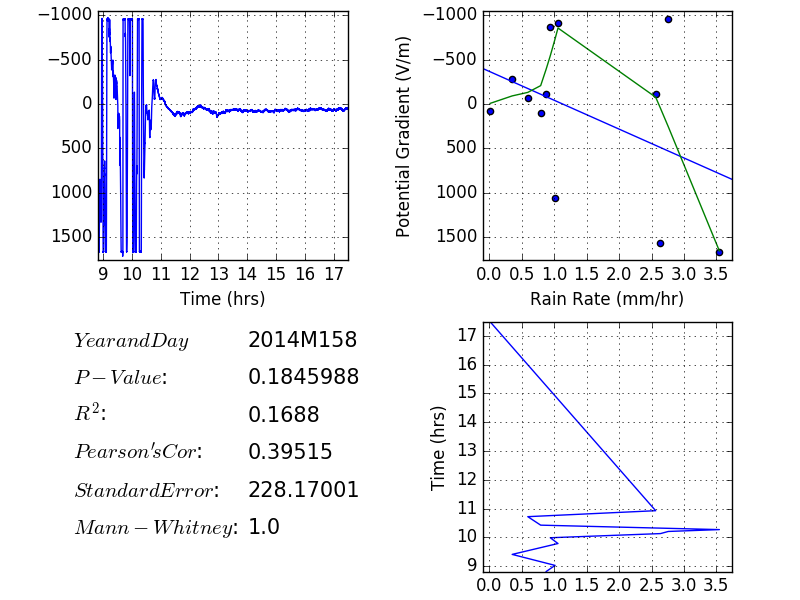 −1000
−500
0
500
1000
1500
9 10 11 12 13 14 15 16 17
Time (hrs)
−1000
−500
0
500
1000
1500
Potential Gradient (V/m)
0.0 0.5 1.0 1.5 2.0 2.5 3.0 3.5
Rain Rate (mm/hr)
YearandDay 2014M158
P−Value: 0.1845988
R²: 0.1688
Pearson'sCor: 0.39515
StandardError: 228.17001
Mann−Whitney: 1.0
17
16
15
14
13
12
11
10
9
Time (hrs)
0.0 0.5 1.0 1.5 2.0 2.5 3.0 3.5